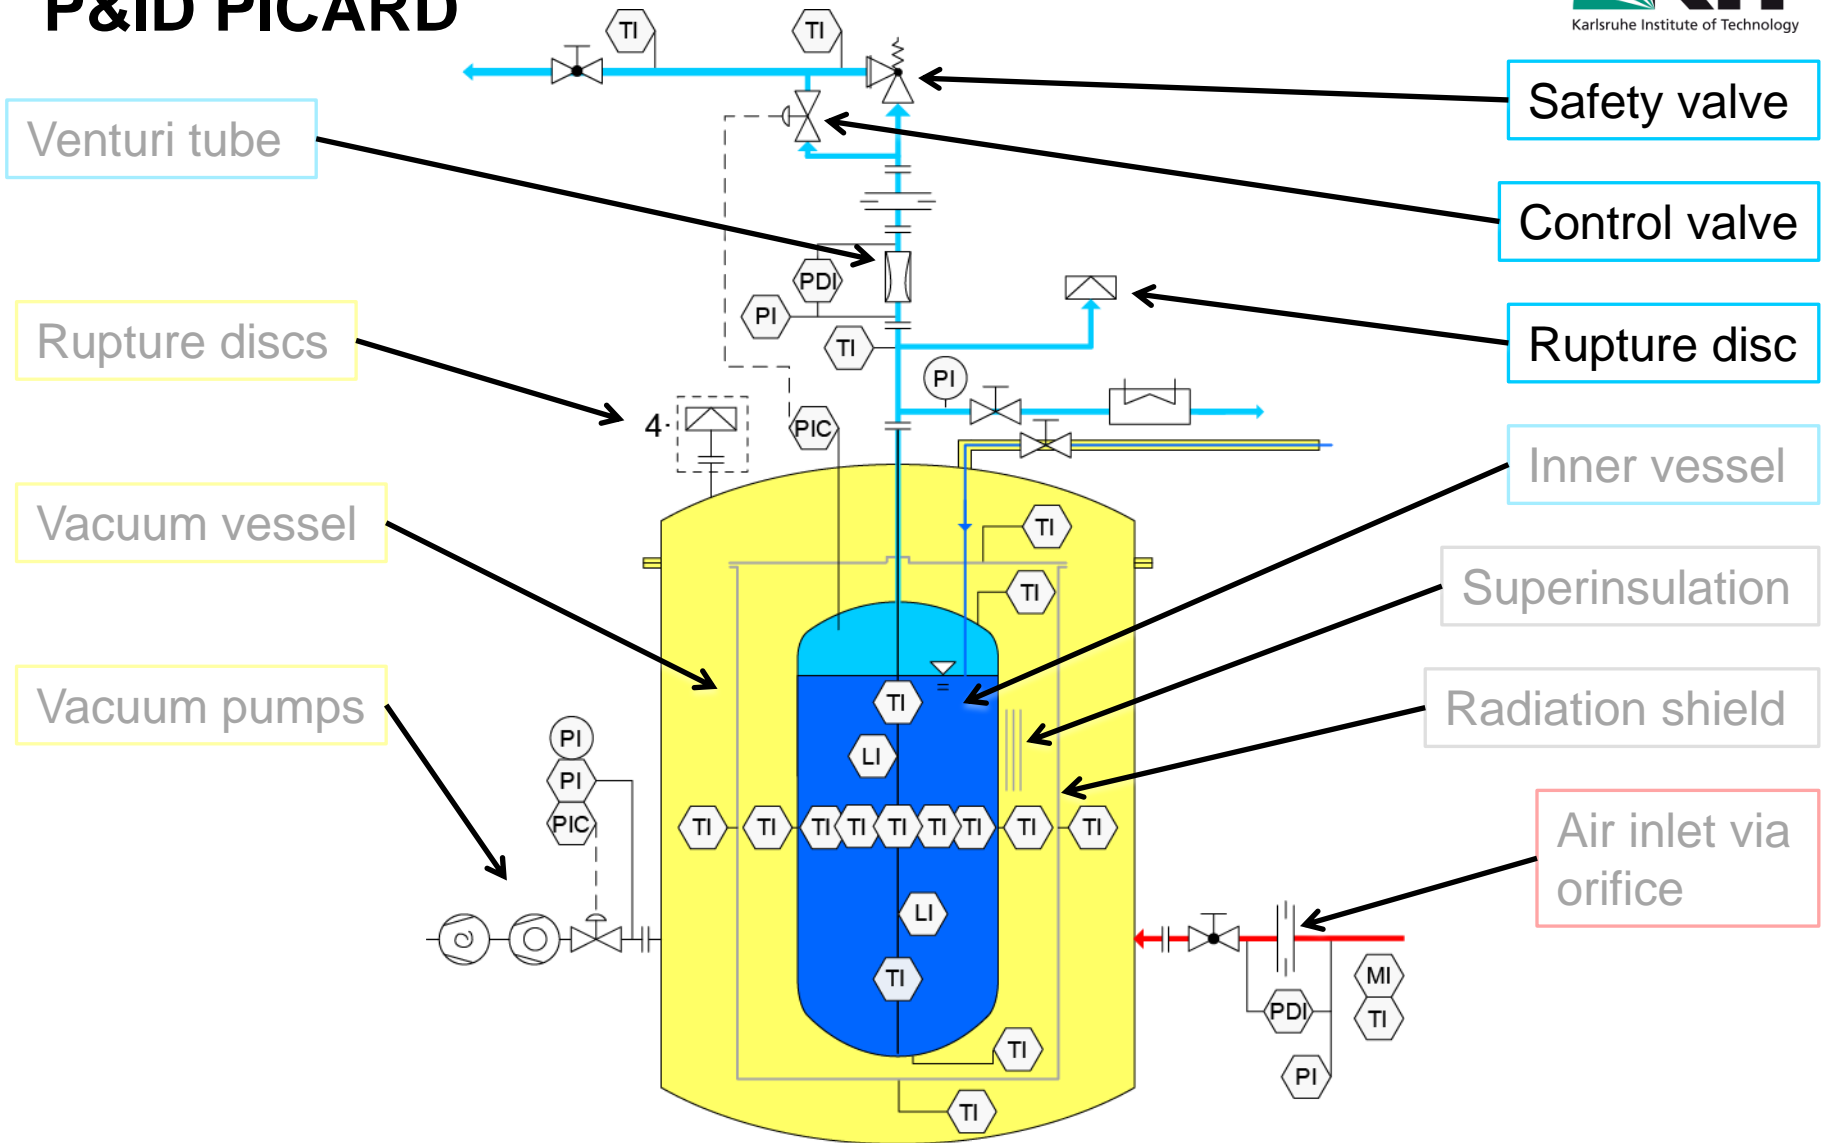 P&ID PICARD
Karlsruhe Institute of Technology
TI
TI
Safety valve
Venturi tube
Control valve
PDI
PI
Rupture discs
TI
Rupture disc
PI
4·
PIC
Inner vessel
Vacuum vessel
TI
TI
Superinsulation
Vacuum pumps
TI
Radiation shield
PI
LI
PI
PIC
TI
TI
TI
TI
TI
TI
TI
TI
TI
Air inlet via
orifice
LI
TI
MI
PDI
TI
TI
PI
TI